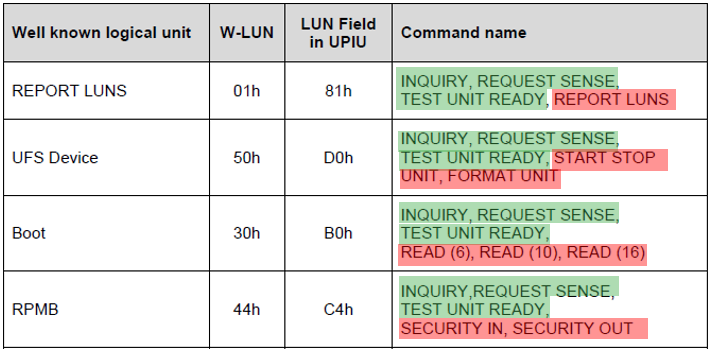 Well known logical unit W-LUN LUN Field in UPIU Command name
REPORT LUNS 01h 81h INQUIRY, REQUEST SENSE,
TEST UNIT READY, REPORT LUNS
UFS Device 50h D0h INQUIRY, REQUEST SENSE,
TEST UNIT READY, START STOP
UNIT, FORMAT UNIT
Boot 30h B0h INQUIRY, REQUEST SENSE,
TEST UNIT READY,
READ (6), READ (10), READ (16)
RPMB 44h C4h INQUIRY,REQUEST SENSE,
TEST UNIT READY,
SECURITY IN, SECURITY OUT